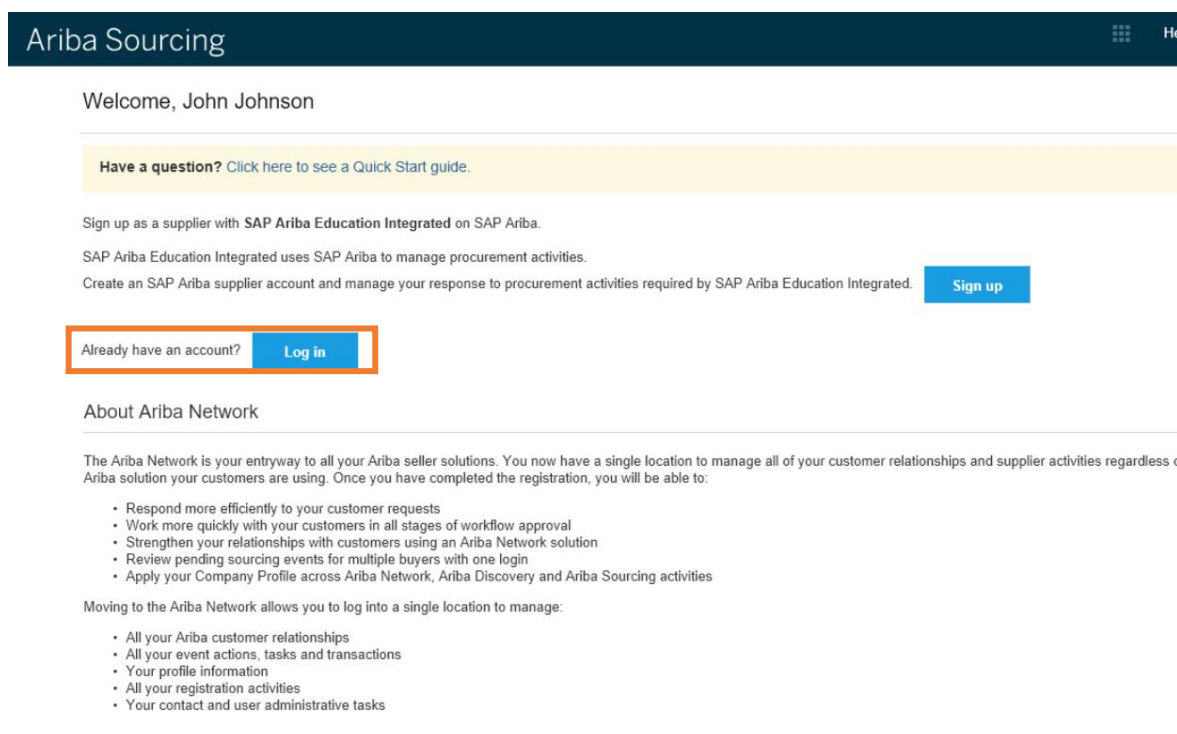 Ariba Sourcing
Welcome, John Johnson
Have a question? Click here to see a Quick Start guide.
Sign up as a supplier with SAP Ariba Education Integrated on SAP Ariba.
SAP Ariba Education Integrated uses SAP Ariba to manage procurement activities.
Create an SAP Ariba supplier account and manage your response to procurement activities required by SAP Ariba Education Integrated. Sign up
Already have an account? Log in
About Ariba Network
The Ariba Network is your entryway to all your Ariba seller solutions. You now have a single location to manage all of your customer relationships and supplier activities regardless
Ariba solution your customers are using. Once you have completed the registration, you will be able to:
• Respond more efficiently to your customer requests
• Work more quickly with your customers in all stages of workflow approval
• Strengthen your relationships with customers using an Ariba Network solution
• Review pending sourcing events for multiple buyers with one login
• Apply your Company Profile across Ariba Network, Ariba Discovery and Ariba Sourcing activities
Moving to the Ariba Network allows you to log into a single location to manage:
• All your Ariba customer relationships
• All your event actions, tasks and transactions
• Your profile information
• All your registration activities
• Your contact and user administrative tasks